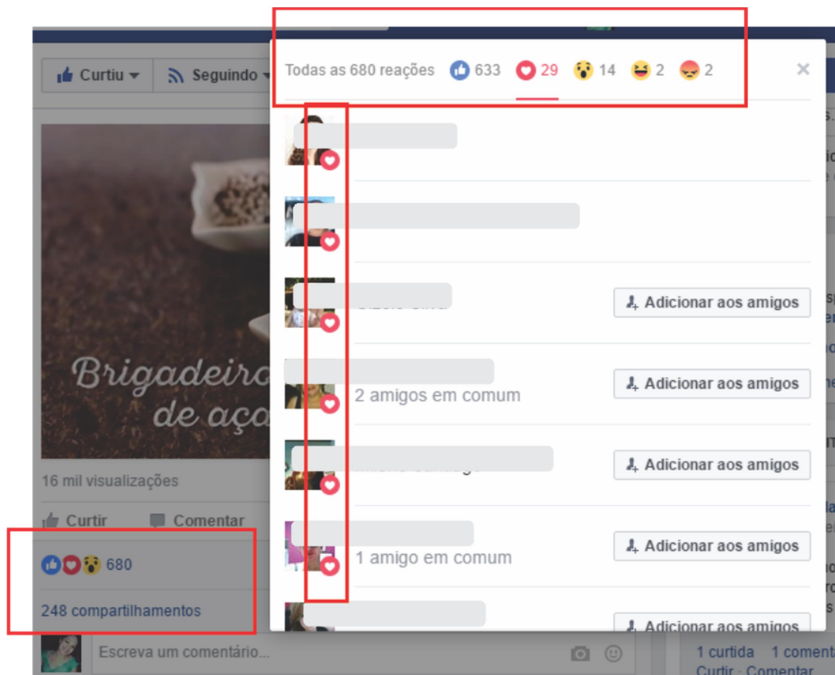 Curtiu
Seguindo
Todas as 680 reações 633 29 14 2 2
Brigadeiro
de aça
16 mil visualizações
Curtir Comentar
680
248 compartilhamentos
Escreva um comentário...
Adicionar aos amigos
2 amigos em comum
Adicionar aos amigos
Adicionar aos amigos
1 amigo em comum
Adicionar aos amigos
Adicionar aos amigos
1 curtida 1 coment
Curtir · Comentar